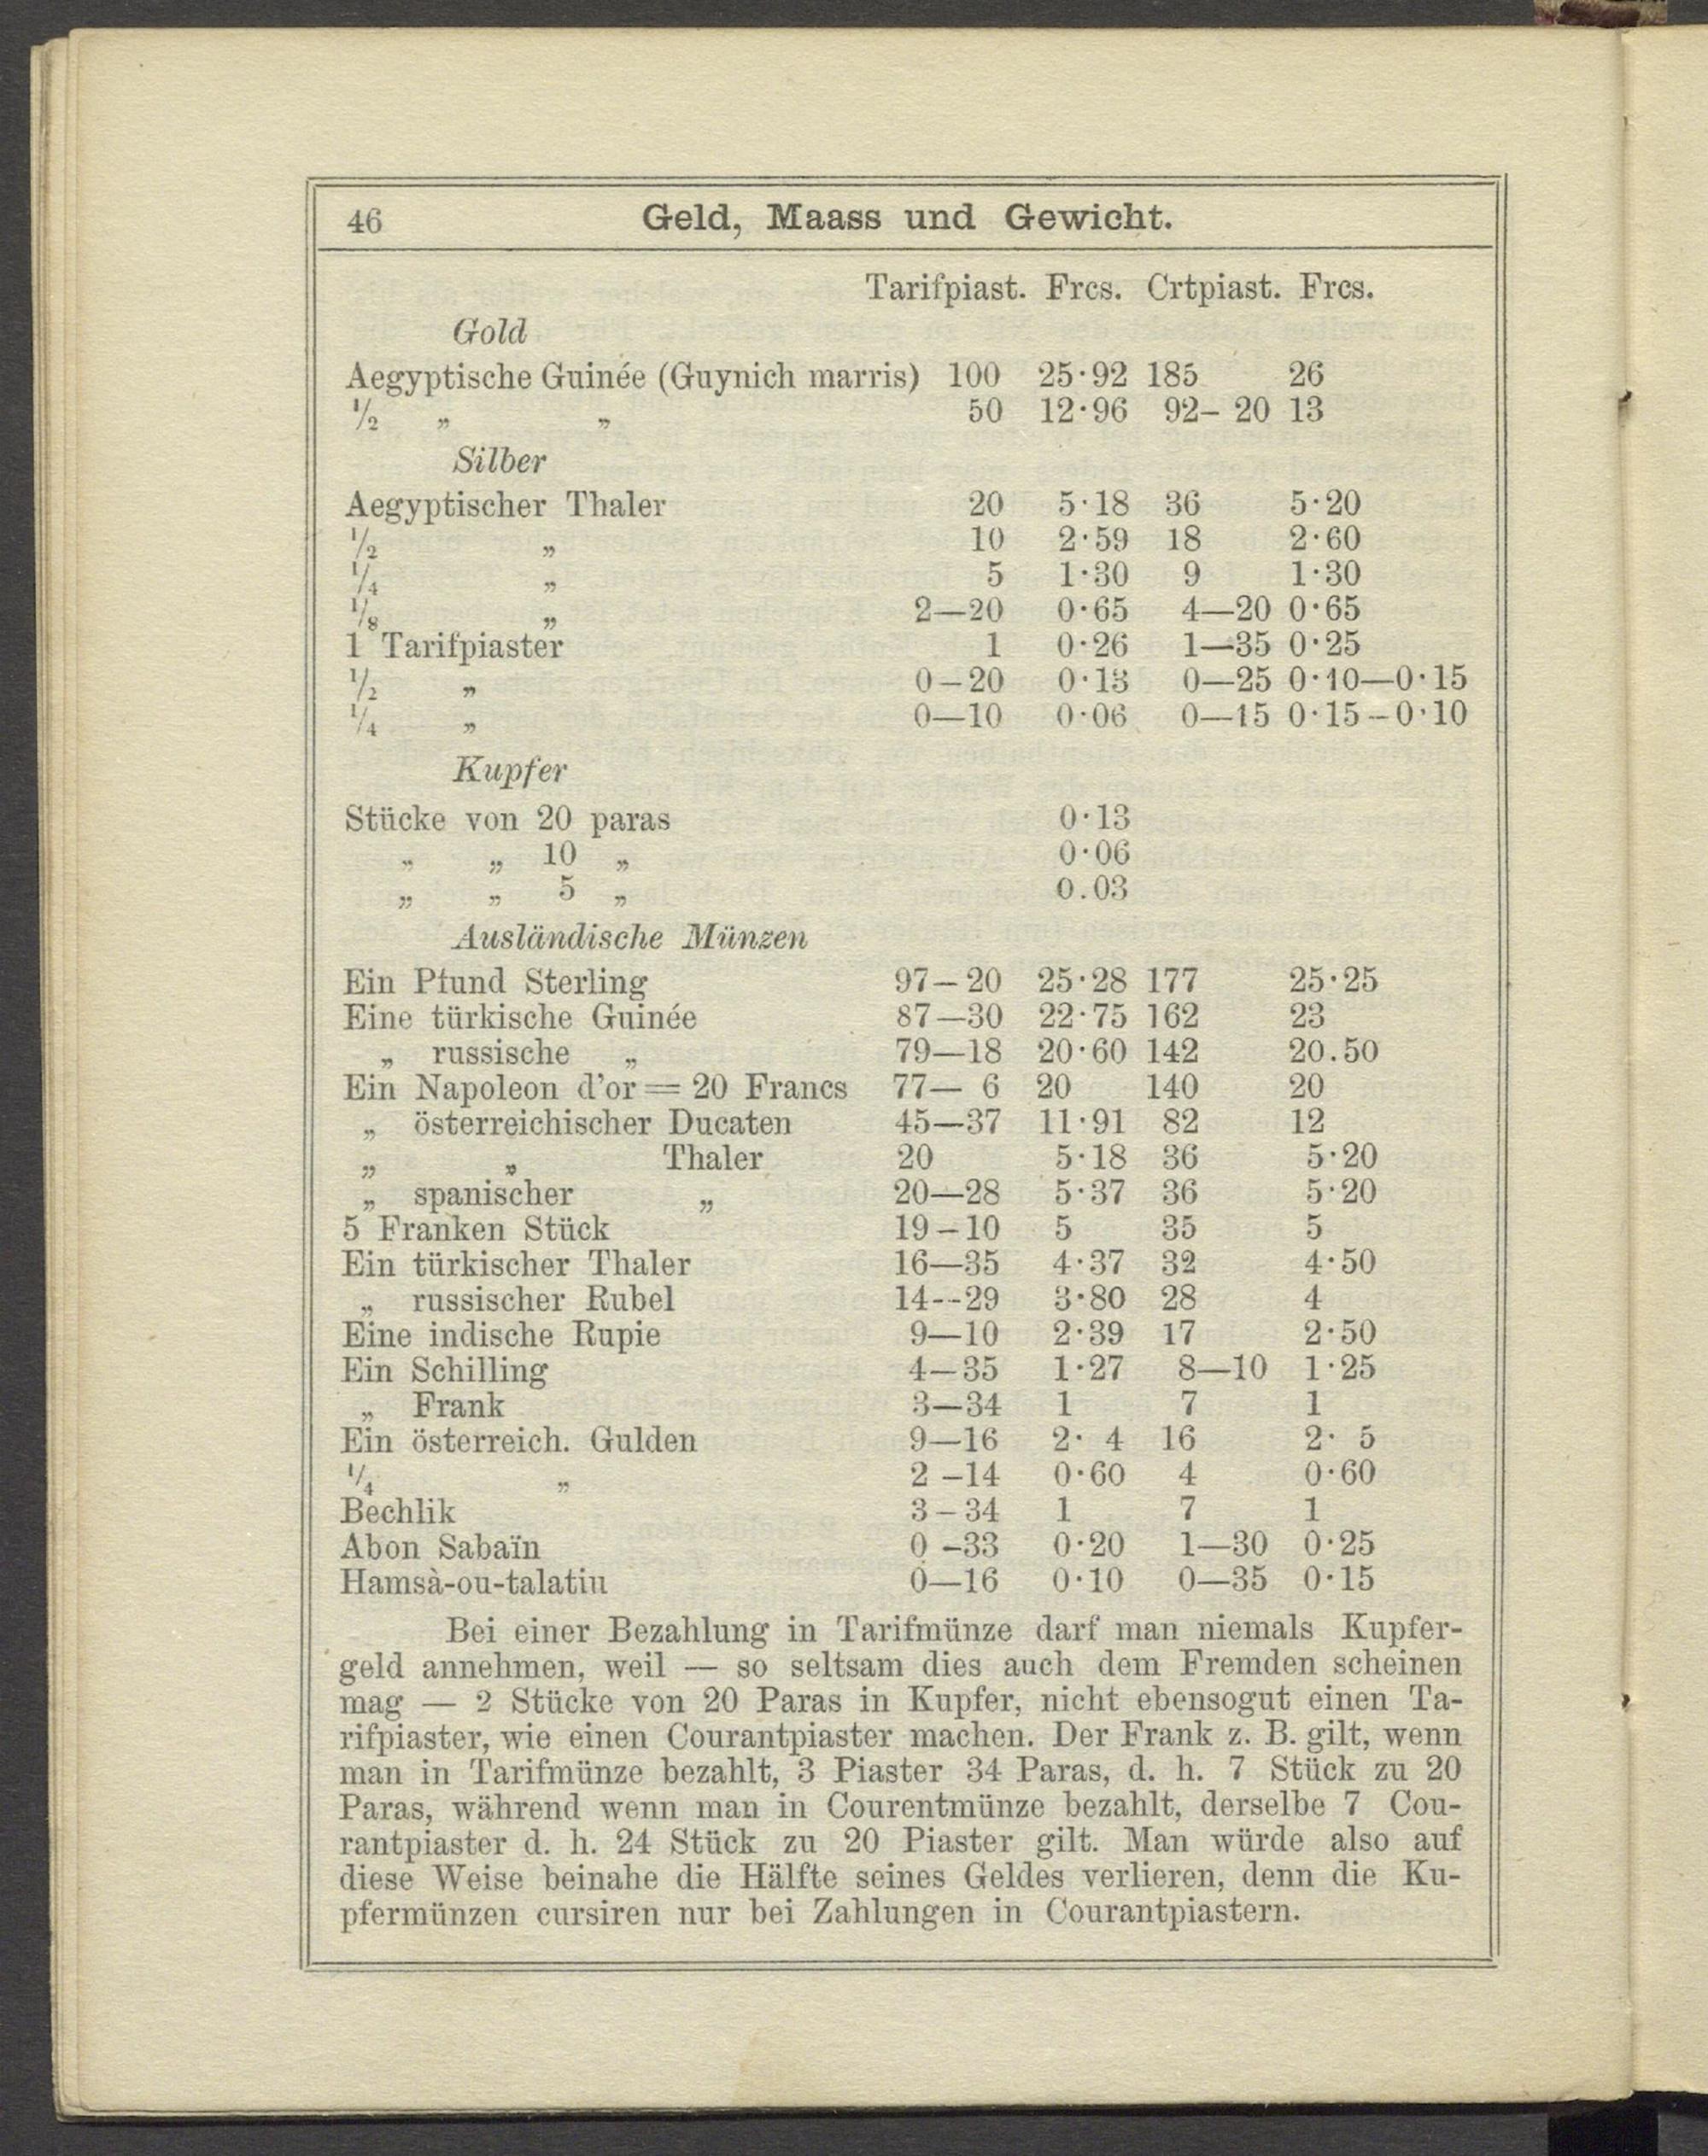 46 Geld, Maass und Gewicht.
Tarifpiast. Frcs. Crtpiast. Frcs.
Gold
Aegyptische Guinée (Guynich marris) 100 25·92 185 26
1/2 „ „ 50 12·96 92– 20 13
Silber
Aegyptischer Thaler 20 5·18 36 5·20
1/2 „ 10 2·59 18 2·60
1/4 „ 5 1·30 9 1·30
1/8 „ 2—20 0·65 4—20 0·65
1 Tarifpiaster 1 0·26 1—35 0·25
1/2 „ 0–20 0·13 0—25 0·10—0·15
1/4 „ 0—10 0·06 0—15 0·15–0·10
Kupfer
Stücke von 20 paras 0·13
„ „ 10 „ 0·06
„ „ 5 „ 0.03
Ausländische Münzen
Ein Pfund Sterling 97–20 25·28 177 25·25
Eine türkische Guinée 87—30 22·75 162 23
„ russische „ 79—18 20·60 142 20.50
Ein Napoleon d'or = 20 Francs 77— 6 20 140 20
„ österreichischer Ducaten 45—37 11·91 82 12
„ „ Thaler 20 5·18 36 5·20
„ spanischer „ 20—28 5·37 36 5·20
5 Franken Stück 19–10 5 35 5
Ein türkischer Thaler 16—35 4·37 32 4·50
„ russischer Rubel 14--29 3·80 28 4
Eine indische Rupie 9—10 2·39 17 2·50
Ein Schilling 4–35 1·27 8—10 1·25
„ Frank 3—34 1 7 1
Ein österreich. Gulden 9—16 2· 4 16 2· 5
1/4 „ 2 –14 0·60 4 0·60
Bechlik 3–34 1 7 1
Abon Sabaïn 0 –33 0·20 1—30 0·25
Hamsà-ou-talatiu 0—16 0·10 0—35 0·15
Bei einer Bezahlung in Tarifmünze darf man niemals Kupfer-
geld annehmen, weil — so seltsam dies auch dem Fremden scheinen
mag — 2 Stücke von 20 Paras in Kupfer, nicht ebensogut einen Ta-
rifpiaster, wie einen Courantpiaster machen. Der Frank z. B. gilt, wenn
man in Tarifmünze bezahlt, 3 Piaster 34 Paras, d. h. 7 Stück zu 20
Paras, während wenn man in Courentmünze bezahlt, derselbe 7 Cou-
rantpiaster d. h. 24 Stück zu 20 Piaster gilt. Man würde also auf
diese Weise beinahe die Hälfte seines Geldes verlieren, denn die Ku-
pfermünzen cursiren nur bei Zahlungen in Courantpiastern.